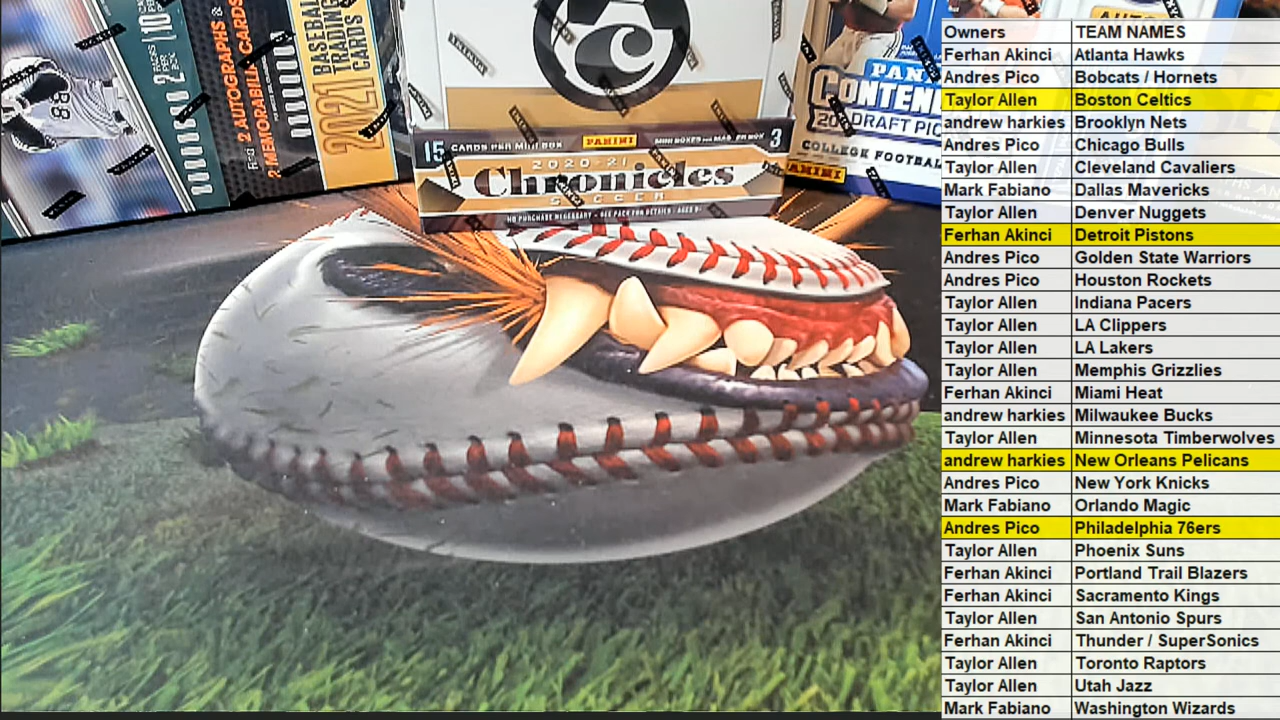 88
2 AUTOGRAPHS &
2 MEMORABILIA CARDS
2021 BASEBALL
TRADING
CARDS
15 CARDS PER MINI BOX
PANINI
3
2020-21
Chronicles
SOCCER
NO PURCHASE NECESSARY • SEE PACK FOR DETAILS
PANINI
COLLEGE FOOTBALL
PANINI
Owners TEAM NAMES
Ferhan Akinci Atlanta Hawks
Andres Pico Bobcats / Hornets
Taylor Allen Boston Celtics
andrew harkies Brooklyn Nets
Andres Pico Chicago Bulls
Taylor Allen Cleveland Cavaliers
Mark Fabiano Dallas Mavericks
Taylor Allen Denver Nuggets
Ferhan Akinci Detroit Pistons
Andres Pico Golden State Warriors
Andres Pico Houston Rockets
Taylor Allen Indiana Pacers
Taylor Allen LA Clippers
Taylor Allen LA Lakers
Taylor Allen Memphis Grizzlies
Ferhan Akinci Miami Heat
andrew harkies Milwaukee Bucks
Taylor Allen Minnesota Timberwolves
andrew harkies New Orleans Pelicans
Andres Pico New York Knicks
Mark Fabiano Orlando Magic
Andres Pico Philadelphia 76ers
Taylor Allen Phoenix Suns
Ferhan Akinci Portland Trail Blazers
Ferhan Akinci Sacramento Kings
Taylor Allen San Antonio Spurs
Ferhan Akinci Thunder / SuperSonics
Taylor Allen Toronto Raptors
Taylor Allen Utah Jazz
Mark Fabiano Washington Wizards